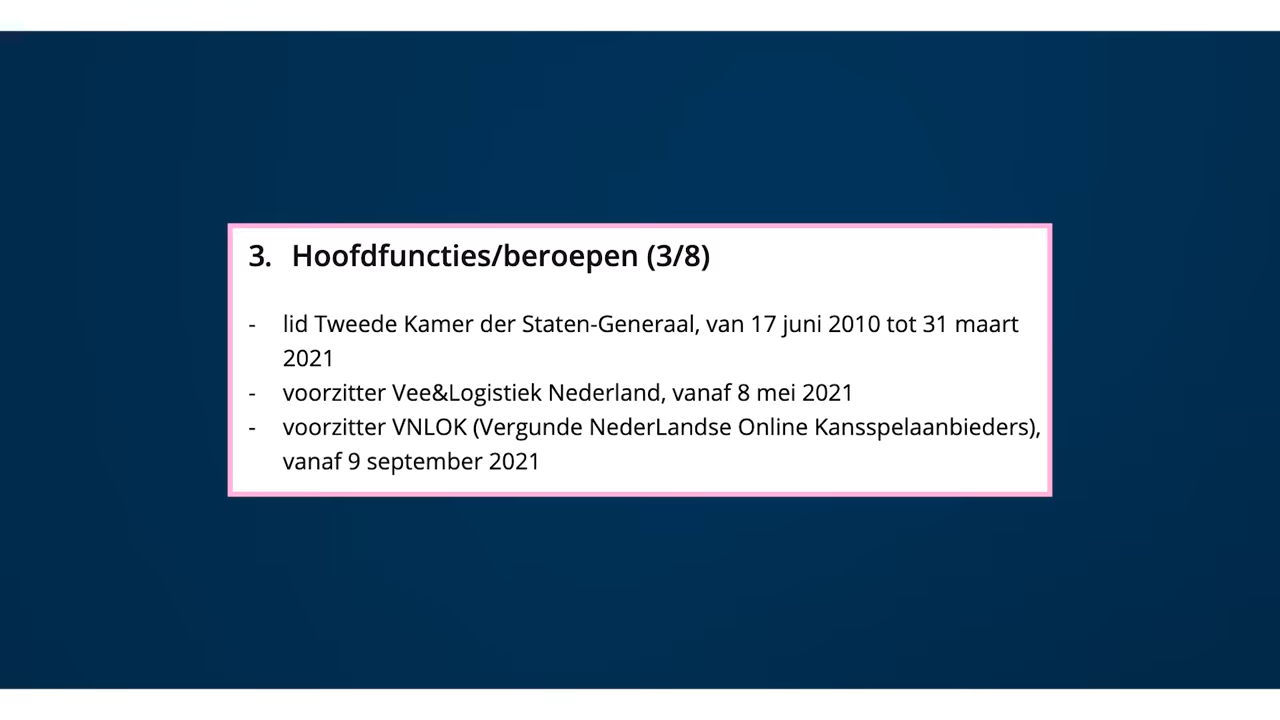 3. Hoofdfuncties/beroepen (3/8)
- lid Tweede Kamer der Staten-Generaal, van 17 juni 2010 tot 31 maart
2021
- voorzitter Vee&Logistiek Nederland, vanaf 8 mei 2021
- voorzitter VNLOK (Vergunde NederLandse Online Kansspelaanbieders),
vanaf 9 september 2021